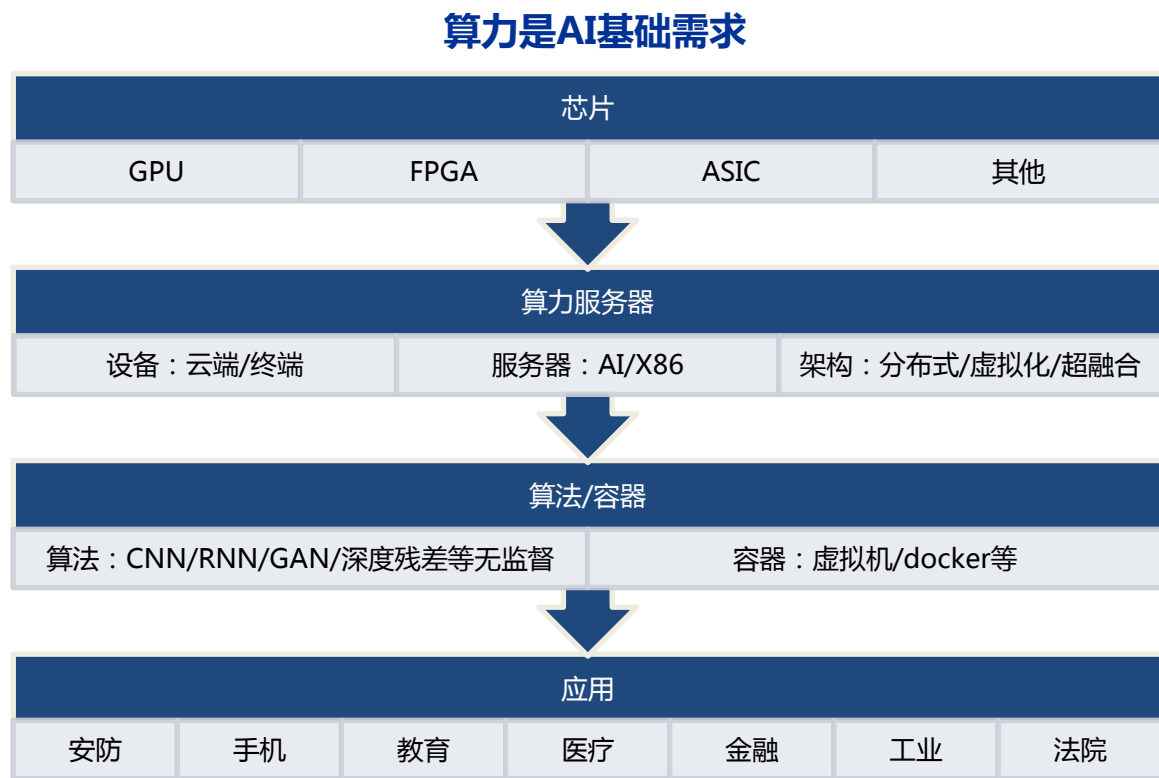 算力是AI基础需求
芯片
GPU FPGA ASIC 其他
算力服务器
设备：云端/终端 服务器：AI/X86 架构：分布式/虚拟化/超融合
算法/容器
算法：CNN/RNN/GAN/深度残差等无监督 容器：虚拟机/docker等
应用
安防 手机 教育 医疗 金融 工业 法院